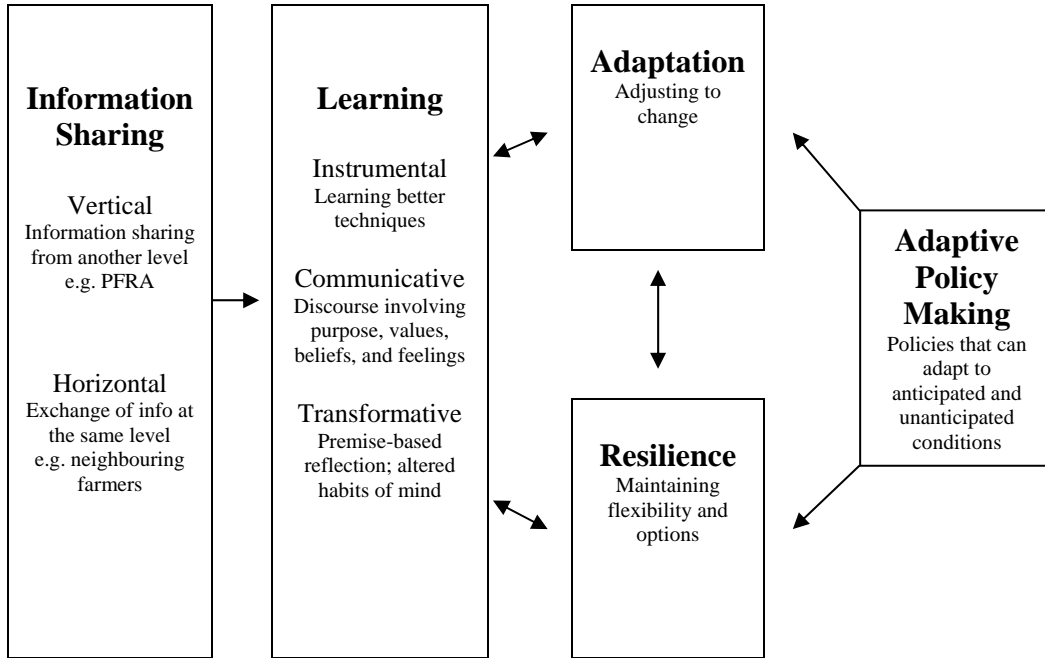 Information
Sharing
Vertical
Information sharing
from another level
e.g. PFRA
Horizontal
Exchange of info at
the same level
e.g. neighbouring
farmers
Learning
Instrumental
Learning better
techniques
Communicative
Discourse involving
purpose, values,
beliefs, and feelings
Transformative
Premise-based
reflection; altered
habits of mind
Adaptation
Adjusting to
change
Resilience
Maintaining
flexibility and
options
Adaptive
Policy
Making
Policies that can
adapt to
anticipated and
unanticipated
conditions